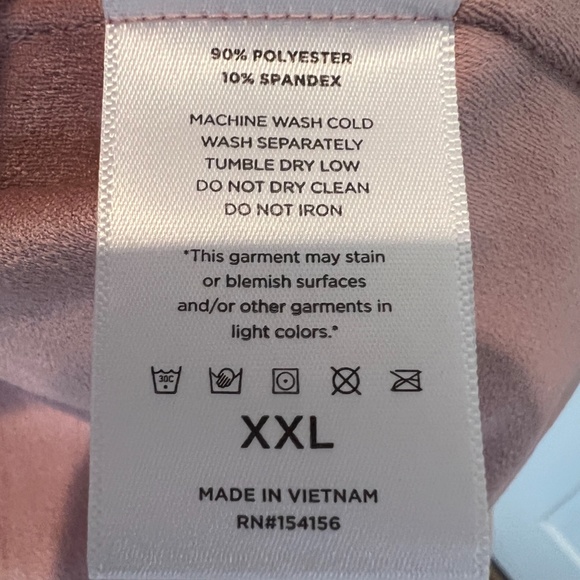 90% POLYESTER
10% SPANDEX
MACHINE WASH COLD
WASH SEPARATELY
TUMBLE DRY LOW
DO NOT DRY CLEAN
DO NOT IRON
*This garment may stain
or blemish surfaces
and/or other garments in
light colors.*
30C
XXL
MADE IN VIETNAM
RN#154156